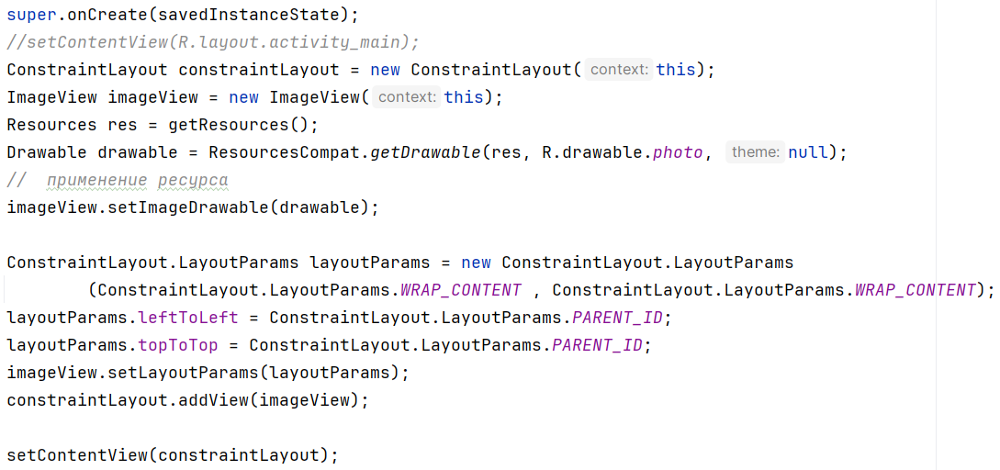 super.onCreate(savedInstanceState);
//setContentView(R.layout.activity_main);
ConstraintLayout constraintLayout = new ConstraintLayout( context: this);
ImageView imageView = new ImageView( context: this);
Resources res = getResources();
Drawable drawable = ResourcesCompat.getDrawable(res, R.drawable.photo, theme: null);
//  применение ресурса
imageView.setImageDrawable(drawable);
ConstraintLayout.LayoutParams layoutParams = new ConstraintLayout.LayoutParams
(ConstraintLayout.LayoutParams.WRAP_CONTENT , ConstraintLayout.LayoutParams.WRAP_CONTENT);
layoutParams.leftToLeft = ConstraintLayout.LayoutParams.PARENT_ID;
layoutParams.topToTop = ConstraintLayout.LayoutParams.PARENT_ID;
imageView.setLayoutParams(layoutParams);
constraintLayout.addView(imageView);
setContentView(constraintLayout);